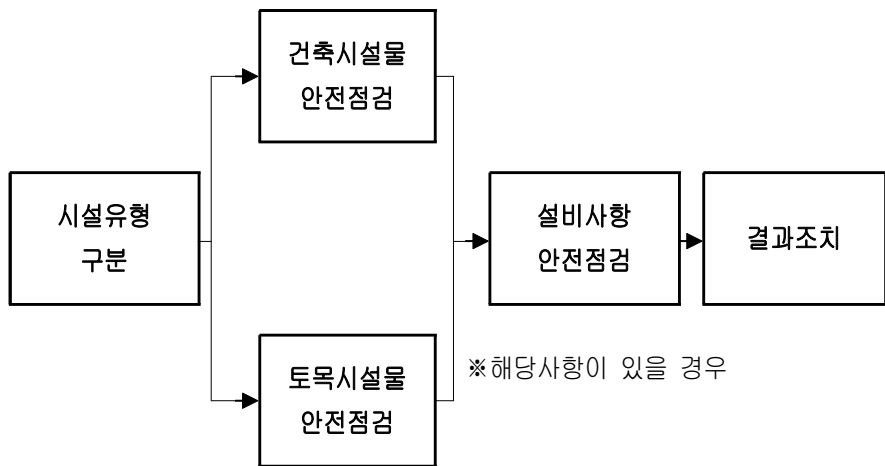 건축시설물
안전점검
시설유형
구분
설비사항
안전점검
결과조치
토목시설물
안전점검
※해당사항이 있을 경우